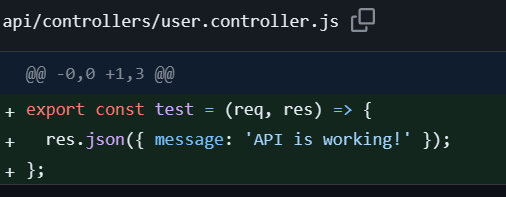 api/controllers/user.controller.js
@@ -0,0 +1,3 @@
+ export const test = (req, res) => {
+   res.json({ message: 'API is working!' });
+ };